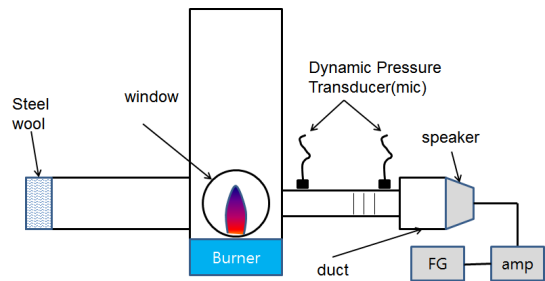 Dynamic Pressure
Transducer(mic)
window
Steel
wool
speaker
Burner
duct
FG
amp